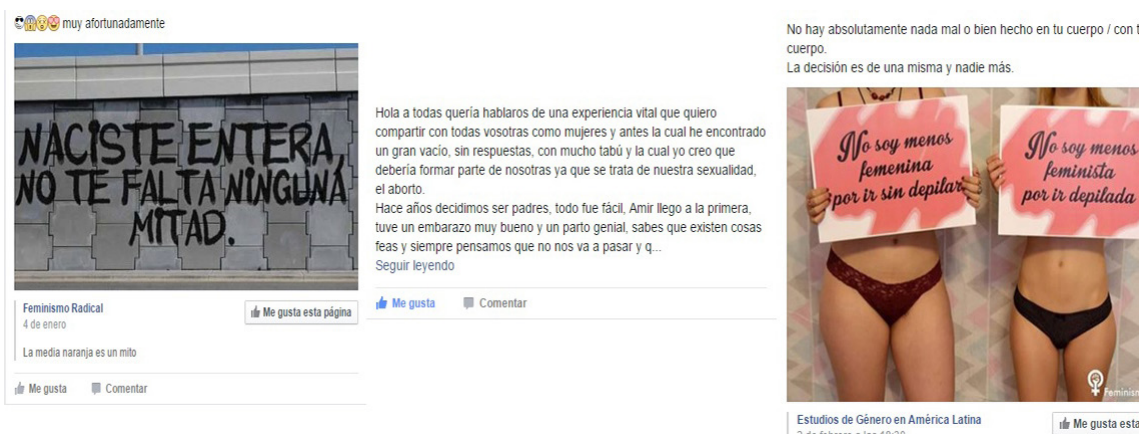 muy afortunadamente
NACISTE ENTERA,
NO TE FALTA NINGUNA
MITAD.
Feminismo Radical
4 de enero
Me gusta esta página
La media naranja es un mito
Me gusta
Comentar
Hola a todas quería hablaros de una experiencia vital que quiero
compartir con todas vosotras como mujeres y antes la cual he encontrado
un gran vacío, sin respuestas, con mucho tabú y la cual yo creo que
debería formar parte de nosotras ya que se trata de nuestra sexualidad,
el aborto.
Hace años decidimos ser padres, todo fue fácil, Amir llego a la primera,
tuve un embarazo muy bueno y un parto genial, sabes que existen cosas
feas y siempre pensamos que no nos va a pasar y q...
Seguir leyendo
Me gusta
Comentar
No hay absolutamente nada mal o bien hecho en tu cuerpo / con t
cuerpo.
La decisión es de una misma y nadie más.
No soy menos
femenina
por ir sin depilar
No soy menos
feminista
por ir depilada
Estudios de Género en América Latina
Me gusta esta